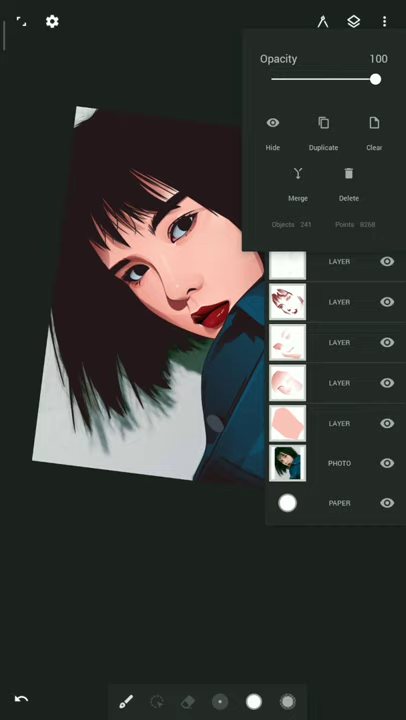 Opacity 100
Hide Duplicate Clear
Merge Delete
Objects 241 Points 8268
LAYER
LAYER
LAYER
LAYER
LAYER
PHOTO
PAPER